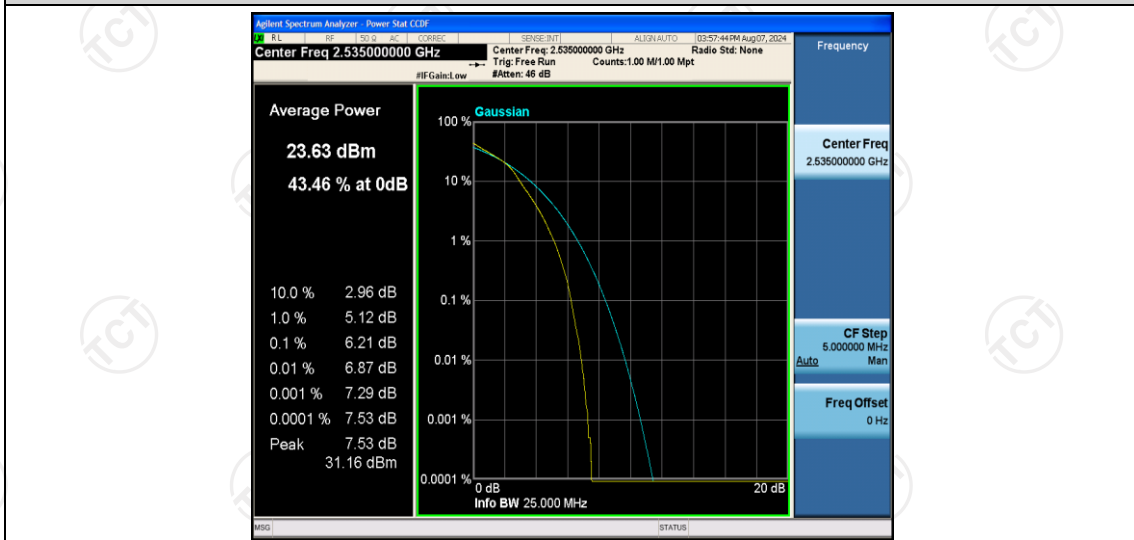 Agilent Spectrum Analyzer - Power Stat CCDF
RL RF 50 Ω AC CORREC SENSE:INT ALIGN AUTO 03:57:44 PM Aug 07, 2024
Center Freq 2.535000000 GHz
Center Freq: 2.535000000 GHz Radio Std: None
Trig: Free Run Counts:1.00 M/1.00 Mpt
#IFGain:Low #Atten: 46 dB
Frequency
Average Power
23.63 dBm
43.46 % at 0dB
10.0 % 2.96 dB
1.0 % 5.12 dB
0.1 % 6.21 dB
0.01 % 6.87 dB
0.001 % 7.29 dB
0.0001 % 7.53 dB
Peak 7.53 dB
31.16 dBm
Gaussian
100 %
10 %
1 %
0.1 %
0.01 %
0.001 %
0.0001 %
0 dB 20 dB
Info BW 25.000 MHz
Center Freq
2.535000000 GHz
CF Step
5.000000 MHz
Auto Man
Freq Offset
0 Hz
MSG STATUS
TCT
TCT
TCT
TCT